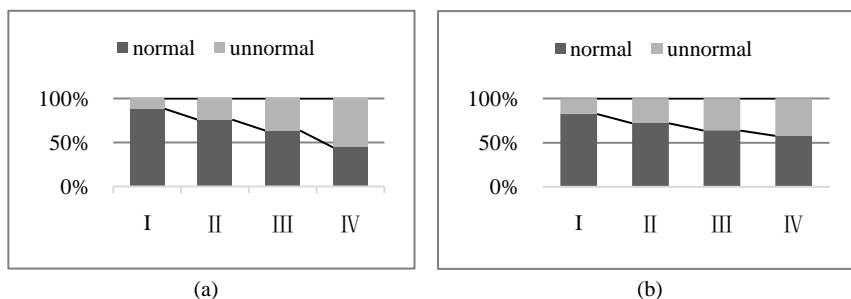 normal unnormal
100%
50%
0%
I Ⅱ Ⅲ Ⅳ
(a)
normal unnormal
100%
50%
0%
I Ⅱ Ⅲ Ⅳ
(b)